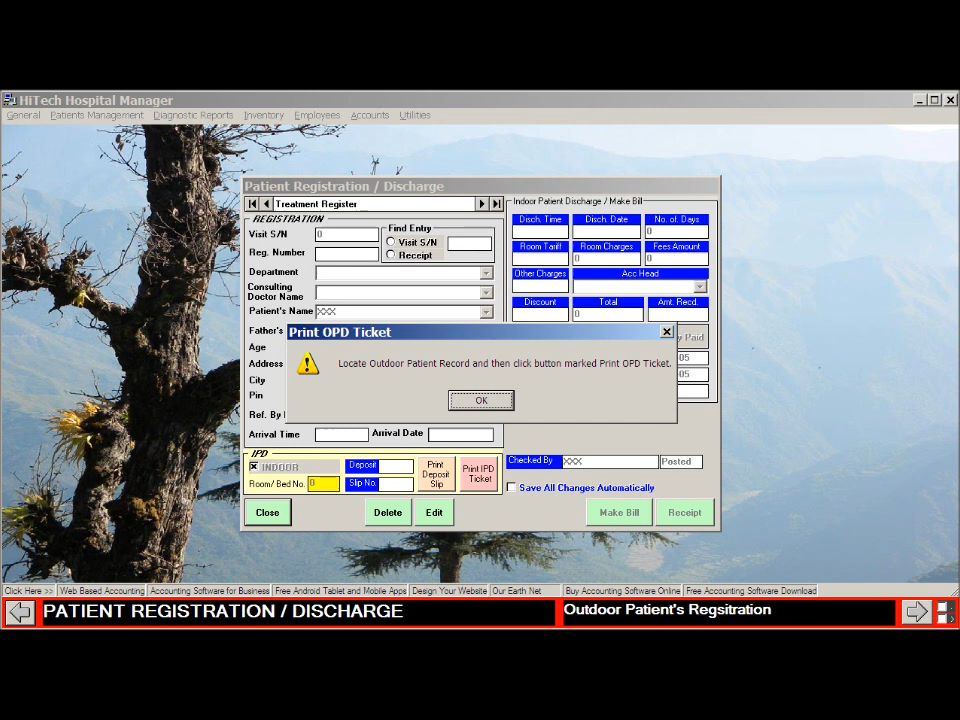 HiTech Hospital Manager
General Patients Management Diagnostic Reports Inventory Employees Accounts Utilities
Patient Registration / Discharge
Treatment Register
REGISTRATION
Visit S/N 0
Find Entry
Visit S/N
Receipt
Reg. Number
Department
Consulting
Doctor Name
Patient's Name XXX
Father's
Age
Address
City
Pin
Ref. By
Arrival Time Arrival Date
Indoor Patient Discharge / Make Bill
Disch. Time Disch. Date No. of Days
0
Room Tariff Room Charges Fees Amount
0 0
Other Charges Acc Head
Discount Total Amt. Recd.
0
y Paid
05
05
Print OPD Ticket
Locate Outdoor Patient Record and then click button marked Print OPD Ticket.
OK
IPD
INDOOR
Room/ Bed No. 0
Deposit
Slip No.
Print
Deposit
Slip
Print IPD
Ticket
Checked By XXX Posted
Save All Changes Automatically
Close Delete Edit Make Bill Receipt
Click Here >> Web Based Accounting Accounting Software for Business Free Android Tablet and Mobile Apps Design Your Website Our Earth Net Buy Accounting Software Online Free Accounting Software Download
PATIENT REGISTRATION / DISCHARGE Outdoor Patient's Regsitration